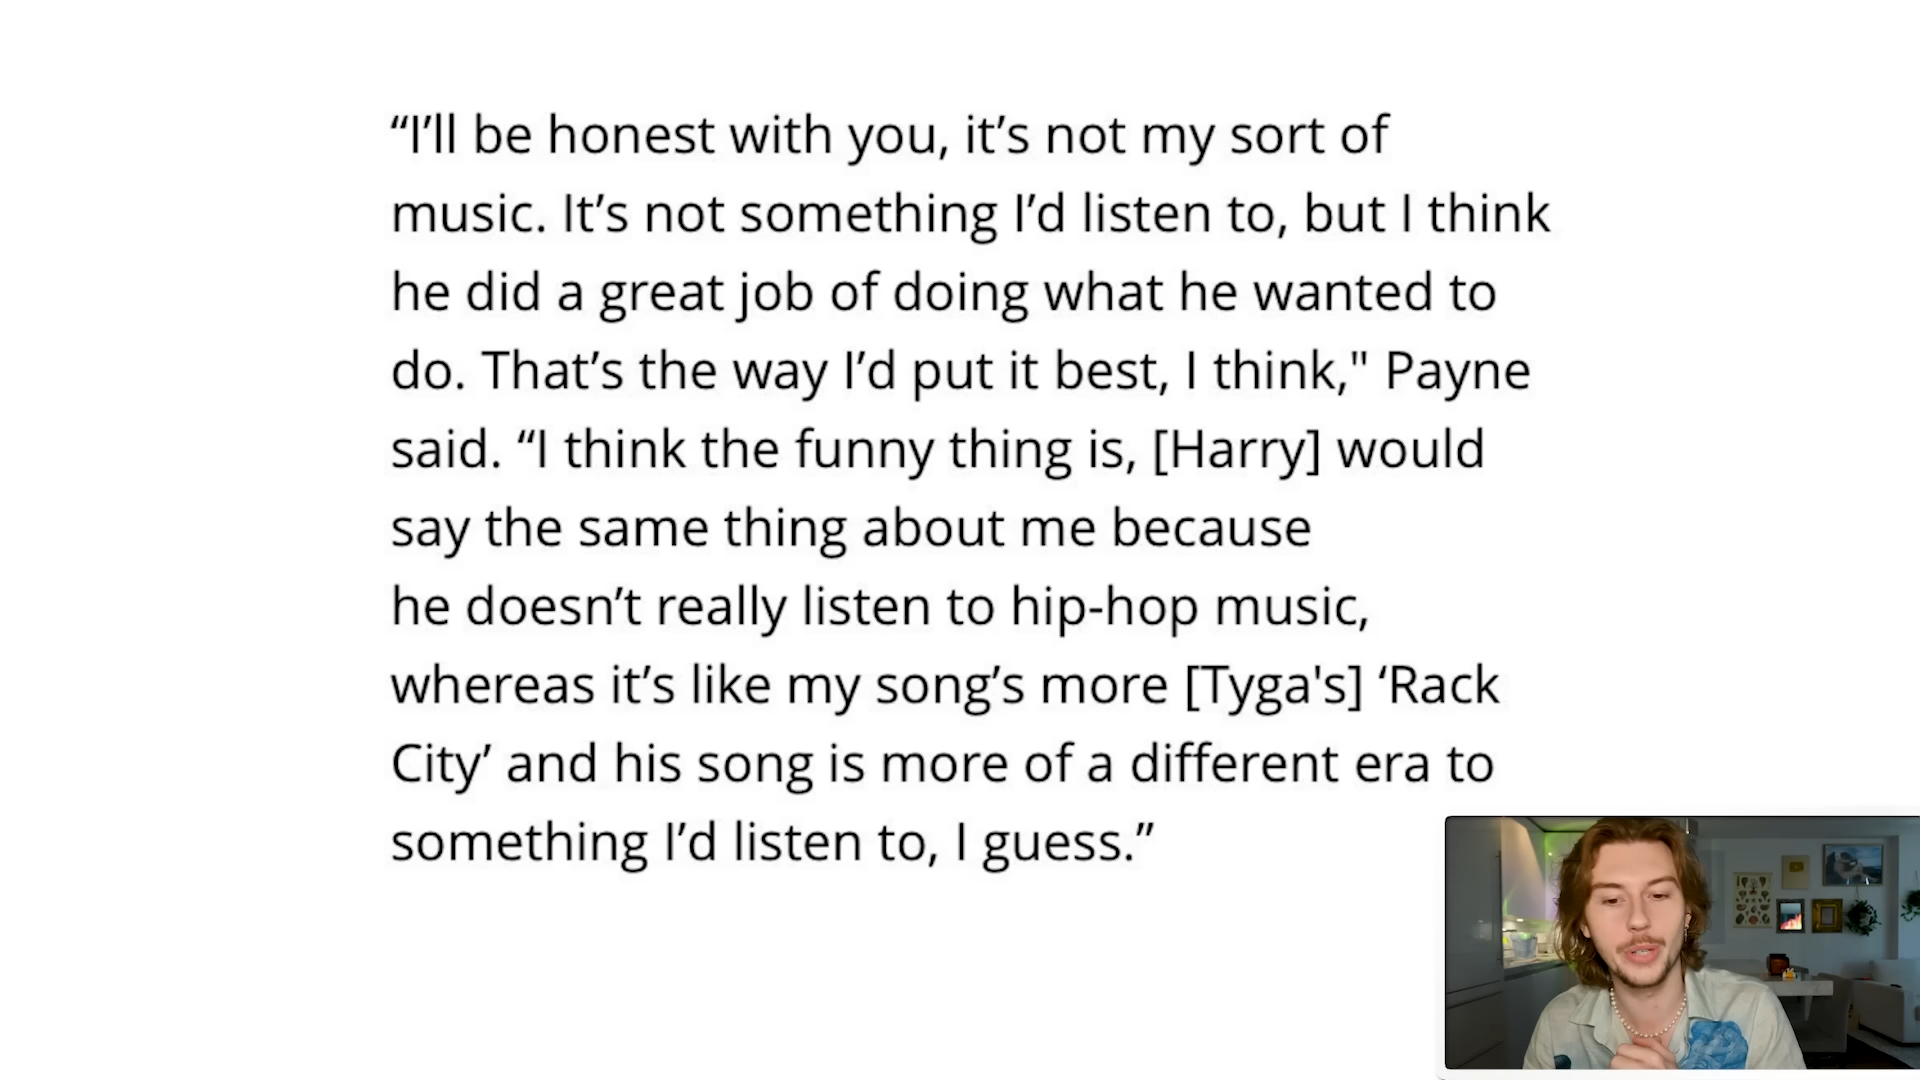 “I’ll be honest with you, it’s not my sort of
music. It’s not something I’d listen to, but I think
he did a great job of doing what he wanted to
do. That’s the way I’d put it best, I think," Payne
said. “I think the funny thing is, [Harry] would
say the same thing about me because
he doesn’t really listen to hip-hop music,
whereas it’s like my song’s more [Tyga's] ‘Rack
City’ and his song is more of a different era to
something I’d listen to, I guess.”